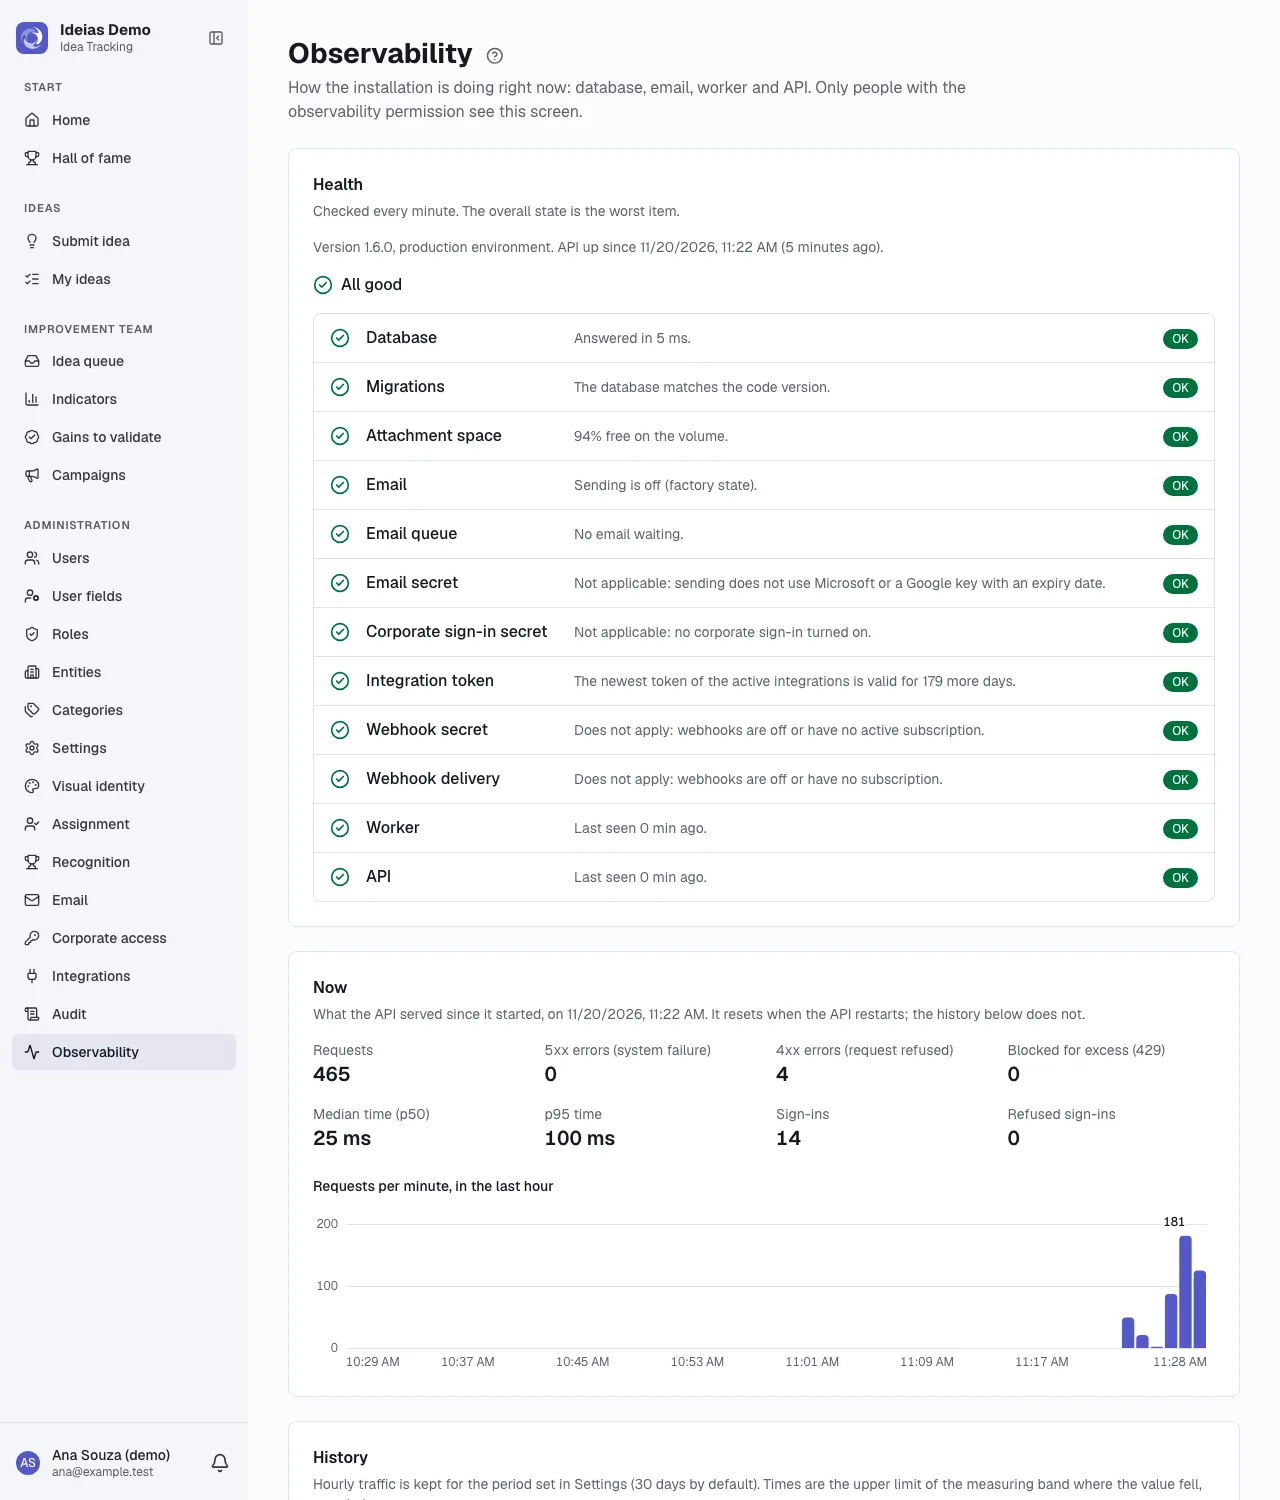 Ideias Demo
Idea Tracking
START
Home
Hall of fame
IDEAS
Submit idea
My ideas
IMPROVEMENT TEAM
Idea queue
Indicators
Gains to validate
Campaigns
ADMINISTRATION
Users
User fields
Roles
Entities
Categories
Settings
Visual identity
Assignment
Recognition
Email
Corporate access
Integrations
Audit
Observability
AS
Ana Souza (demo)
ana@example.test
Observability
How the installation is doing right now: database, email, worker and API. Only people with the
observability permission see this screen.
Health
Checked every minute. The overall state is the worst item.
Version 1.6.0, production environment. API up since 11/20/2026, 11:22 AM (5 minutes ago).
All good
Database Answered in 5 ms. OK
Migrations The database matches the code version. OK
Attachment space 94% free on the volume. OK
Email Sending is off (factory state). OK
Email queue No email waiting. OK
Email secret Not applicable: sending does not use Microsoft or a Google key with an expiry date. OK
Corporate sign-in secret Not applicable: no corporate sign-in turned on. OK
Integration token The newest token of the active integrations is valid for 179 more days. OK
Webhook secret Does not apply: webhooks are off or have no active subscription. OK
Webhook delivery Does not apply: webhooks are off or have no subscription. OK
Worker Last seen 0 min ago. OK
API Last seen 0 min ago. OK
Now
What the API served since it started, on 11/20/2026, 11:22 AM. It resets when the API restarts; the history below does not.
Requests 5xx errors (system failure) 4xx errors (request refused) Blocked for excess (429)
465 0 4 0
Median time (p50) p95 time Sign-ins Refused sign-ins
25 ms 100 ms 14 0
Requests per minute, in the last hour
181
200
100
0
10:29 AM 10:37 AM 10:45 AM 10:53 AM 11:01 AM 11:09 AM 11:17 AM 11:28 AM
History
Hourly traffic is kept for the period set in Settings (30 days by default). Times are the upper limit of the measuring band where the value fell,